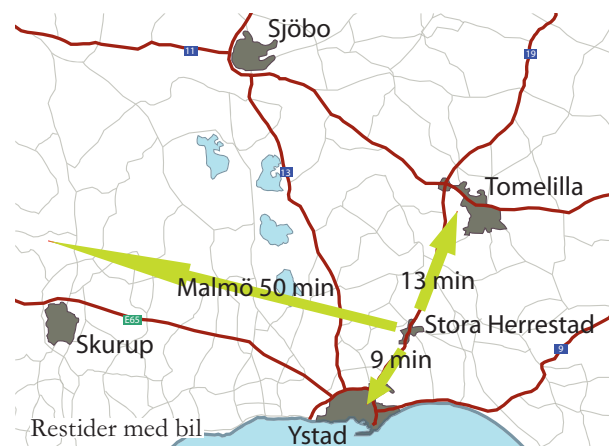 Sjöbo
11
19
13
Tomelilla
Malmö 50 min
13 min
Stora Herrestad
E65
Skurup
9 min
9
Restider med bil
Ystad